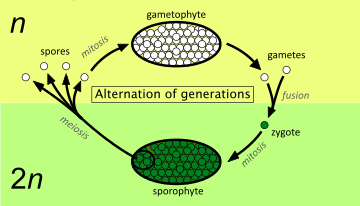 n
gametophyte
spores
mitosis
gametes
Alternation of generations
fusion
meiosis
zygote
mitosis
2n
sporophyte